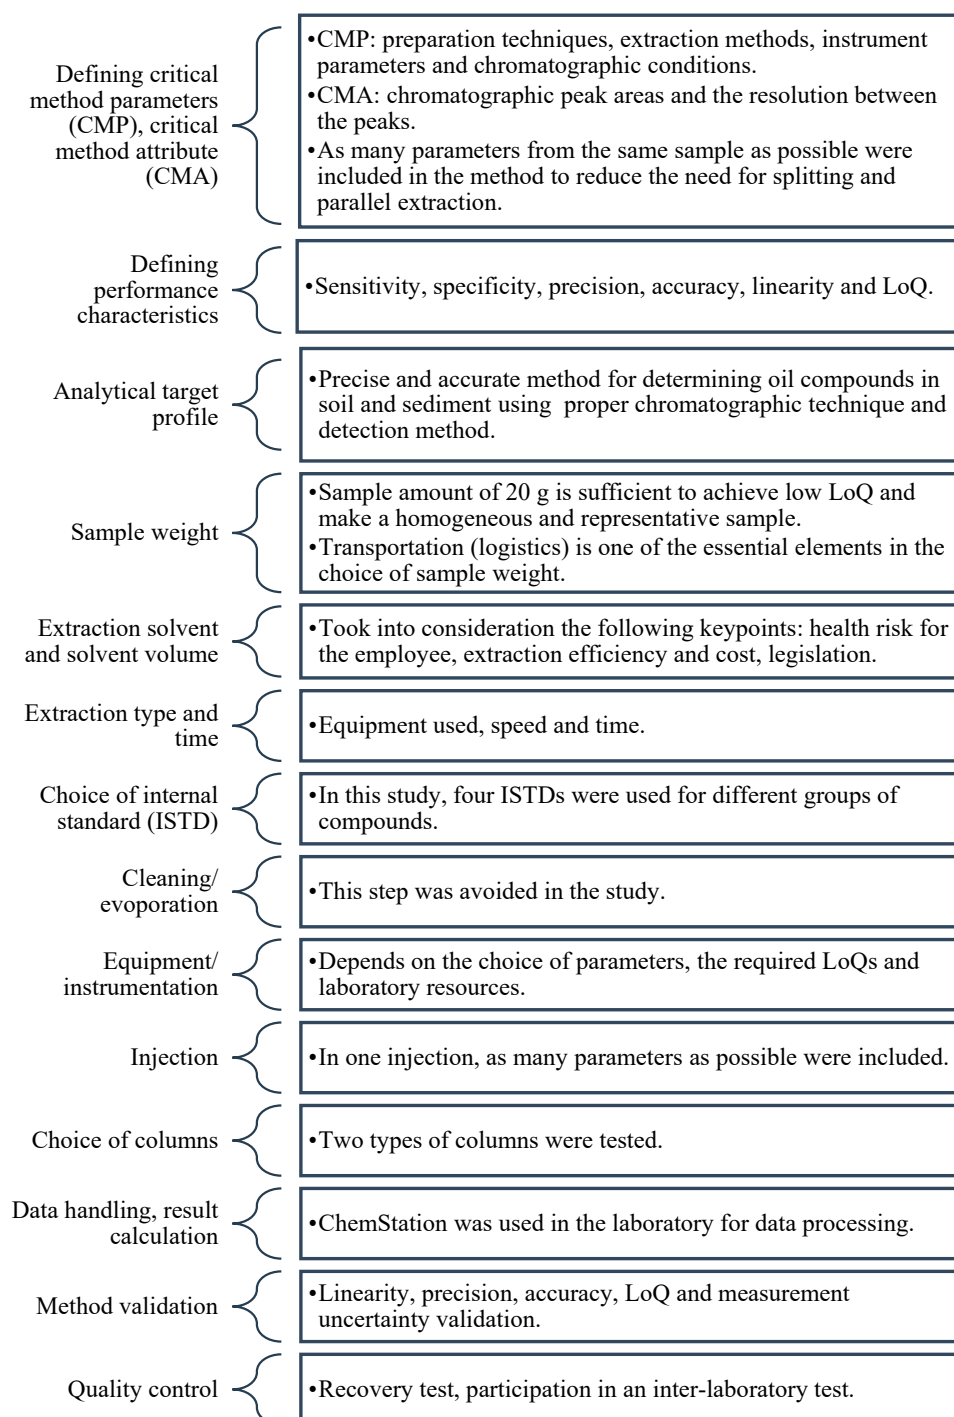 Defining critical
method parameters
(CMP), critical
method attribute
(CMA)
•CMP: preparation techniques, extraction methods, instrument
parameters and chromatographic conditions.
•CMA: chromatographic peak areas and the resolution between
the peaks.
•As many parameters from the same sample as possible were
included in the method to reduce the need for splitting and
parallel extraction.
Defining
performance
characteristics
•Sensitivity, specificity, precision, accuracy, linearity and LoQ.
Analytical target
profile
•Precise and accurate method for determining oil compounds in
soil and sediment using proper chromatographic technique and
detection method.
Sample weight
•Sample amount of 20 g is sufficient to achieve low LoQ and
make a homogeneous and representative sample.
•Transportation (logistics) is one of the essential elements in the
choice of sample weight.
Extraction solvent
and solvent volume
•Took into consideration the following keypoints: health risk for
the employee, extraction efficiency and cost, legislation.
Extraction type and
time
•Equipment used, speed and time.
Choice of internal
standard (ISTD)
•In this study, four ISTDs were used for different groups of
compounds.
Cleaning/
evoporation
•This step was avoided in the study.
Equipment/
instrumentation
•Depends on the choice of parameters, the required LoQs and
laboratory resources.
Injection
•In one injection, as many parameters as possible were included.
Choice of columns
•Two types of columns were tested.
Data handling, result
calculation
•ChemStation was used in the laboratory for data processing.
Method validation
•Linearity, precision, accuracy, LoQ and measurement
uncertainty validation.
Quality control
•Recovery test, participation in an inter-laboratory test.